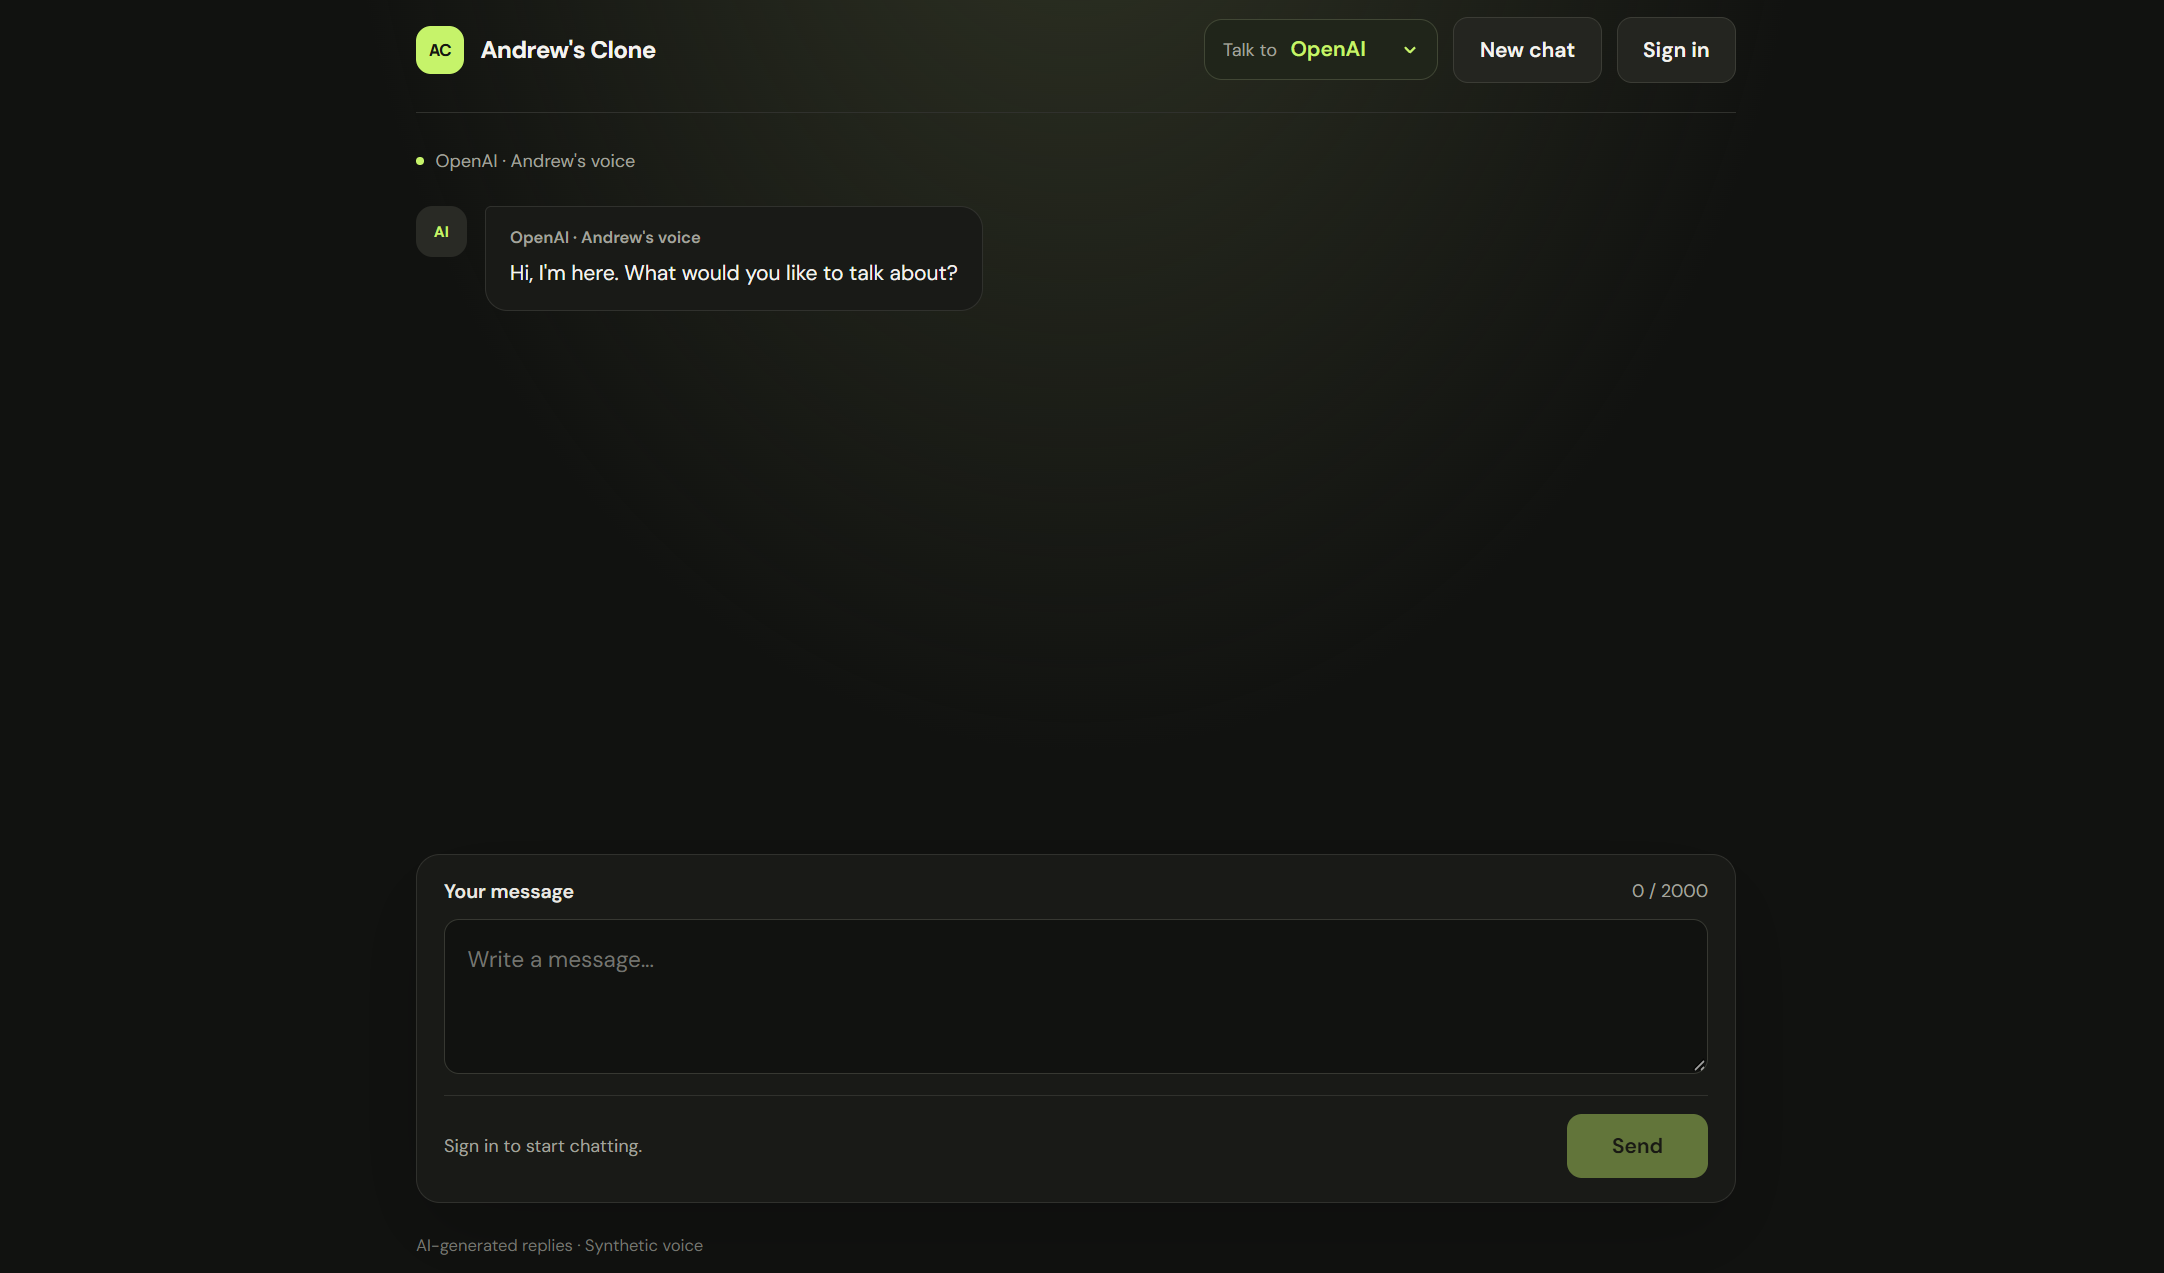 AC
Andrew's Clone
Talk to OpenAI
New chat
Sign in
OpenAI · Andrew's voice
AI
OpenAI · Andrew's voice
Hi, I'm here. What would you like to talk about?
Your message
0 / 2000
Write a message...
Sign in to start chatting.
Send
AI-generated replies · Synthetic voice